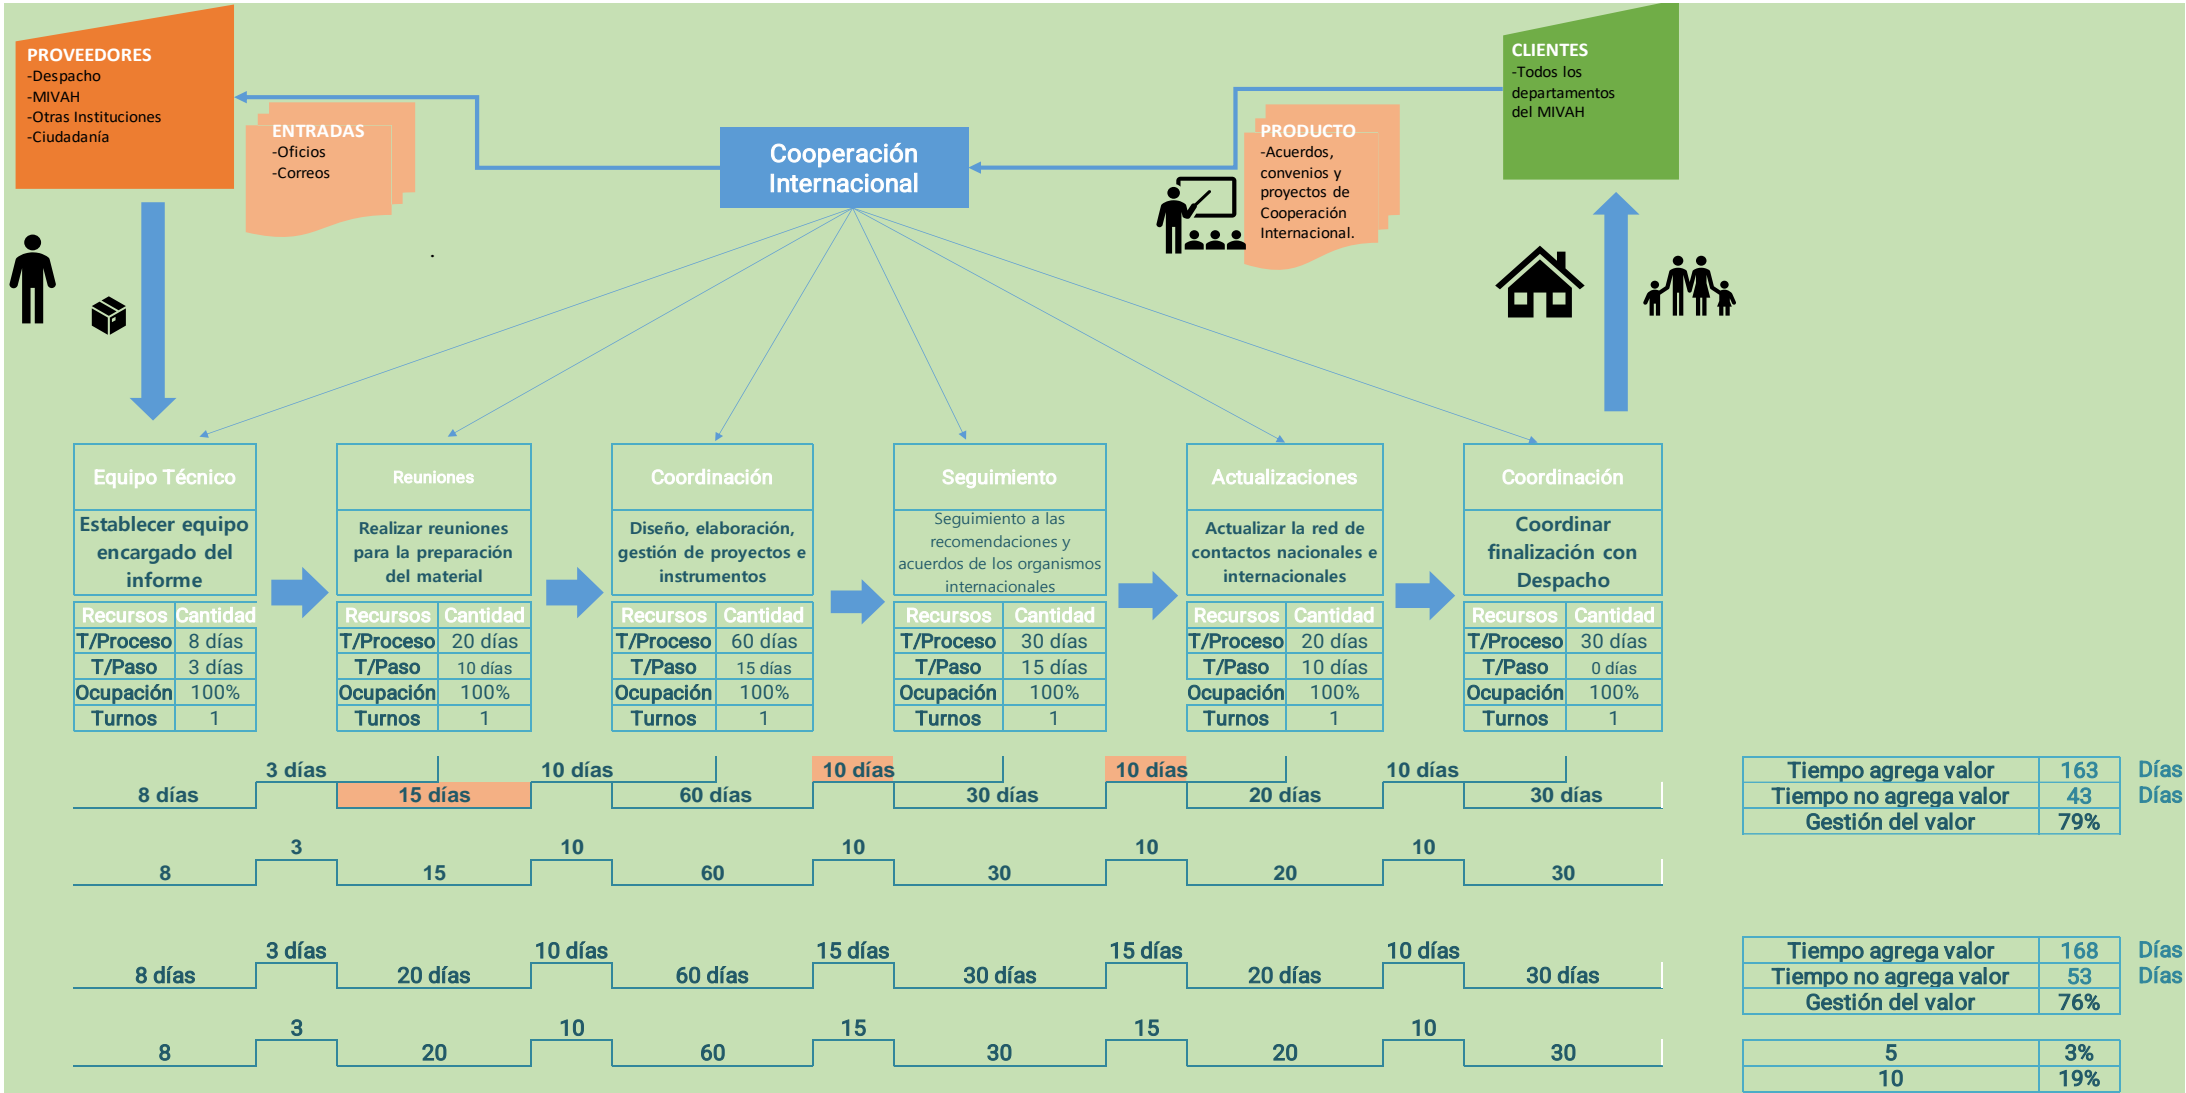 PROVEEDORES
-Despacho
-MIVAH
-Otras Instituciones
-Ciudadanía
ENTRADAS
-Oficios
-Correos
Cooperación
Internacional
PRODUCTO
-Acuerdos,
convenios y
proyectos de
Cooperación
Internacional.
CLIENTES
-Todos los
departamentos
del MIVAH
.
Equipo Técnico
Establecer equipo
encargado del
informe
Recursos Cantidad
T/Proceso 8 días
T/Paso 3 días
Ocupación 100%
Turnos 1
Reuniones
Realizar reuniones
para la preparación
del material
Recursos Cantidad
T/Proceso 20 días
T/Paso 10 días
Ocupación 100%
Turnos 1
Coordinación
Diseño, elaboración,
gestión de proyectos e
instrumentos
Recursos Cantidad
T/Proceso 60 días
T/Paso 15 días
Ocupación 100%
Turnos 1
Seguimiento
Seguimiento a las
recomendaciones y
acuerdos de los organismos
internacionales
Recursos Cantidad
T/Proceso 30 días
T/Paso 15 días
Ocupación 100%
Turnos 1
Actualizaciones
Actualizar la red de
contactos nacionales e
internacionales
Recursos Cantidad
T/Proceso 20 días
T/Paso 10 días
Ocupación 100%
Turnos 1
Coordinación
Coordinar
finalización con
Despacho
Recursos Cantidad
T/Proceso 30 días
T/Paso 0 días
Ocupación 100%
Turnos 1
3 días 10 días 10 días 10 días 10 días
8 días 15 días 60 días 30 días 20 días 30 días
Tiempo agrega valor 163 Días
Tiempo no agrega valor 43 Días
Gestión del valor 79%
3 10 10 10 10
8 15 60 30 20 30
3 días 10 días 15 días 15 días 10 días
8 días 20 días 60 días 30 días 20 días 30 días
Tiempo agrega valor 168 Días
Tiempo no agrega valor 53 Días
Gestión del valor 76%
3 10 15 15 10
8 20 60 30 20 30
5 3%
10 19%